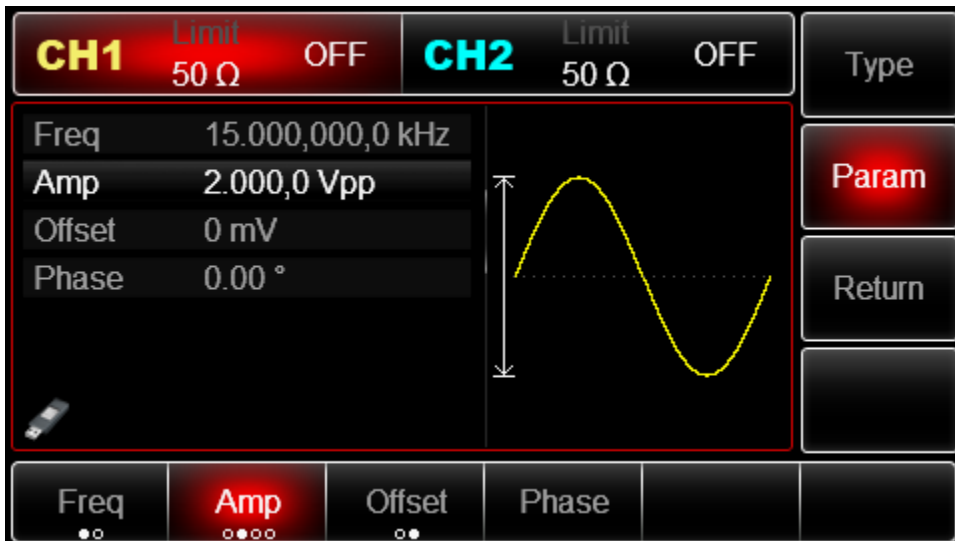 CH1 Limit 50 Ω OFF CH2 Limit 50 Ω OFF
Type
Freq 15.000,000,0 kHz
Amp 2.000,0 Vpp
Offset 0 mV
Phase 0.00 °
Param
Return
Freq Amp Offset Phase